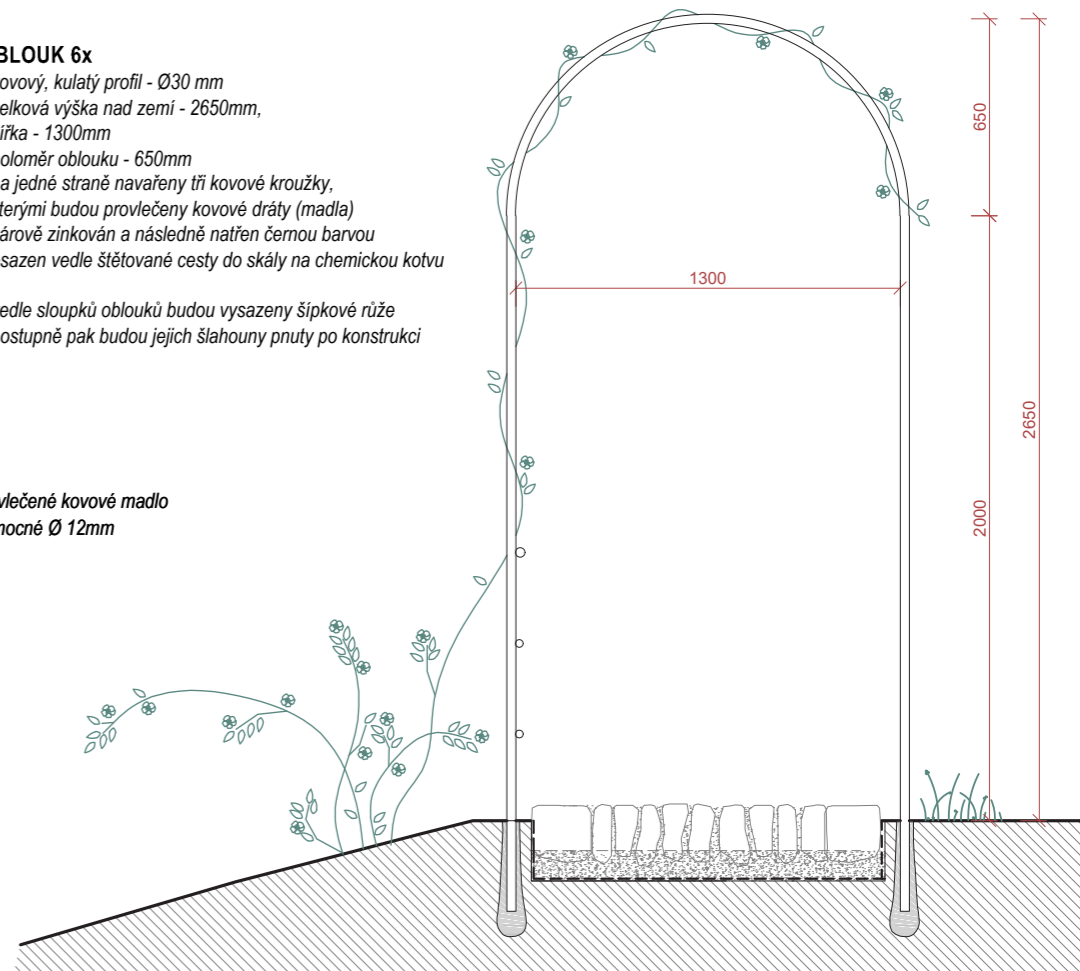 BLOUK 6x
ovový, kulatý profil - Ø30 mm
elková výška nad zemí - 2650mm,
ířka - 1300mm
oloměr oblouku - 650mm
a jedné straně navařeny tři kovové kroužky,
terými budou provlečeny kovové dráty (madla)
árově zinkován a následně natřen černou barvou
sazen vedle štětované cesty do skály na chemickou kotvu
edle sloupků oblouků budou vysazeny šípkové růže
ostupně pak budou jejich šlahouny pnuty po konstrukci
vlečené kovové madlo
mocné Ø 12mm
650
1300
2650
2000